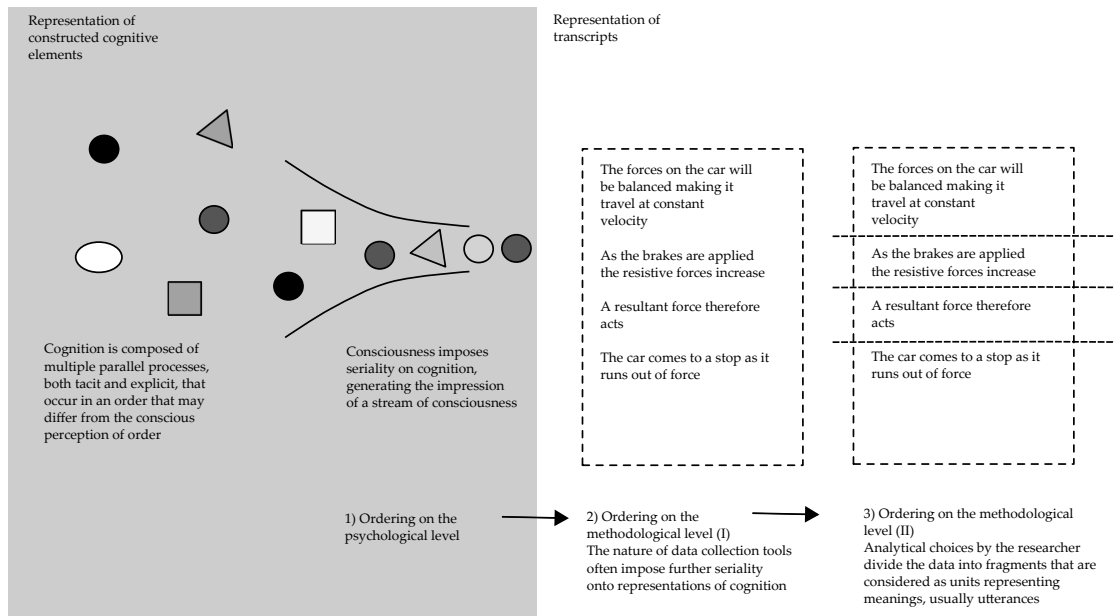 Representation of
constructed cognitive
elements
Representation of
transcripts
Cognition is composed of
multiple parallel processes,
both tacit and explicit, that
occur in an order that may
differ from the conscious
perception of order
Consciousness imposes
seriality on cognition,
generating the impression
of a stream of consciousness
The forces on the car will
be balanced making it
travel at constant
velocity
As the brakes are applied
the resistive forces increase
A resultant force therefore
acts
The car comes to a stop as it
runs out of force
The forces on the car will
be balanced making it
travel at constant
velocity
As the brakes are applied
the resistive forces increase
A resultant force therefore
acts
The car comes to a stop as it
runs out of force
1) Ordering on the
psychological level
2) Ordering on the
methodological level (I)
The nature of data collection tools
often impose further seriality
onto representations of cognition
3) Ordering on the methodological
level (II)
Analytical choices by the researcher
divide the data into fragments that are
considered as units representing
meanings, usually utterances